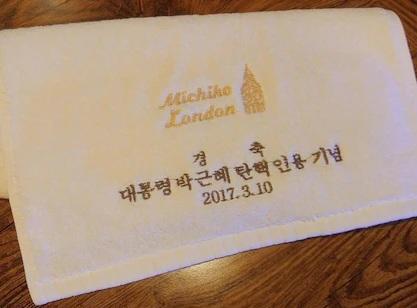 Michiko
London
경 축
대통령 박근혜 탄핵 인용 기념
2017.3.10